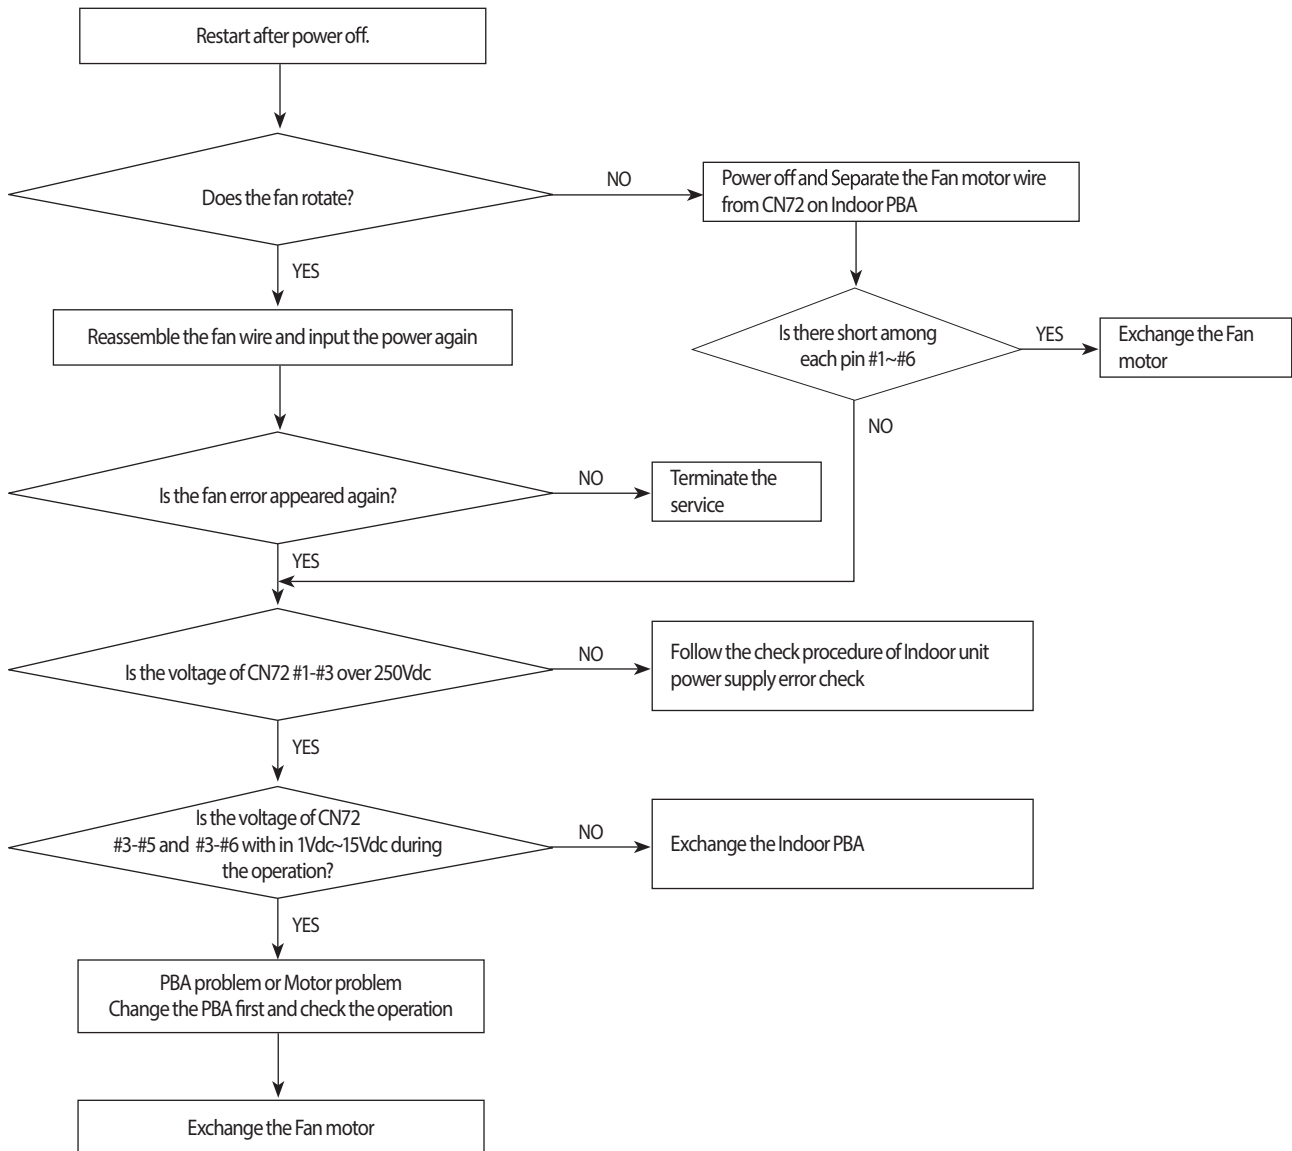 Restart after power off.
Does the fan rotate?
NO
Power off and Separate the Fan motor wire
from CN72 on Indoor PBA
YES
Reassemble the fan wire and input the power again
Is there short among
each pin #1~#6
YES
Exchange the Fan
motor
NO
Is the fan error appeared again?
NO
Terminate the
service
YES
Is the voltage of CN72 #1-#3 over 250Vdc
NO
Follow the check procedure of Indoor unit
power supply error check
YES
Is the voltage of CN72
#3-#5 and #3-#6 with in 1Vdc~15Vdc during
the operation?
NO
Exchange the Indoor PBA
YES
PBA problem or Motor problem
Change the PBA first and check the operation
Exchange the Fan motor